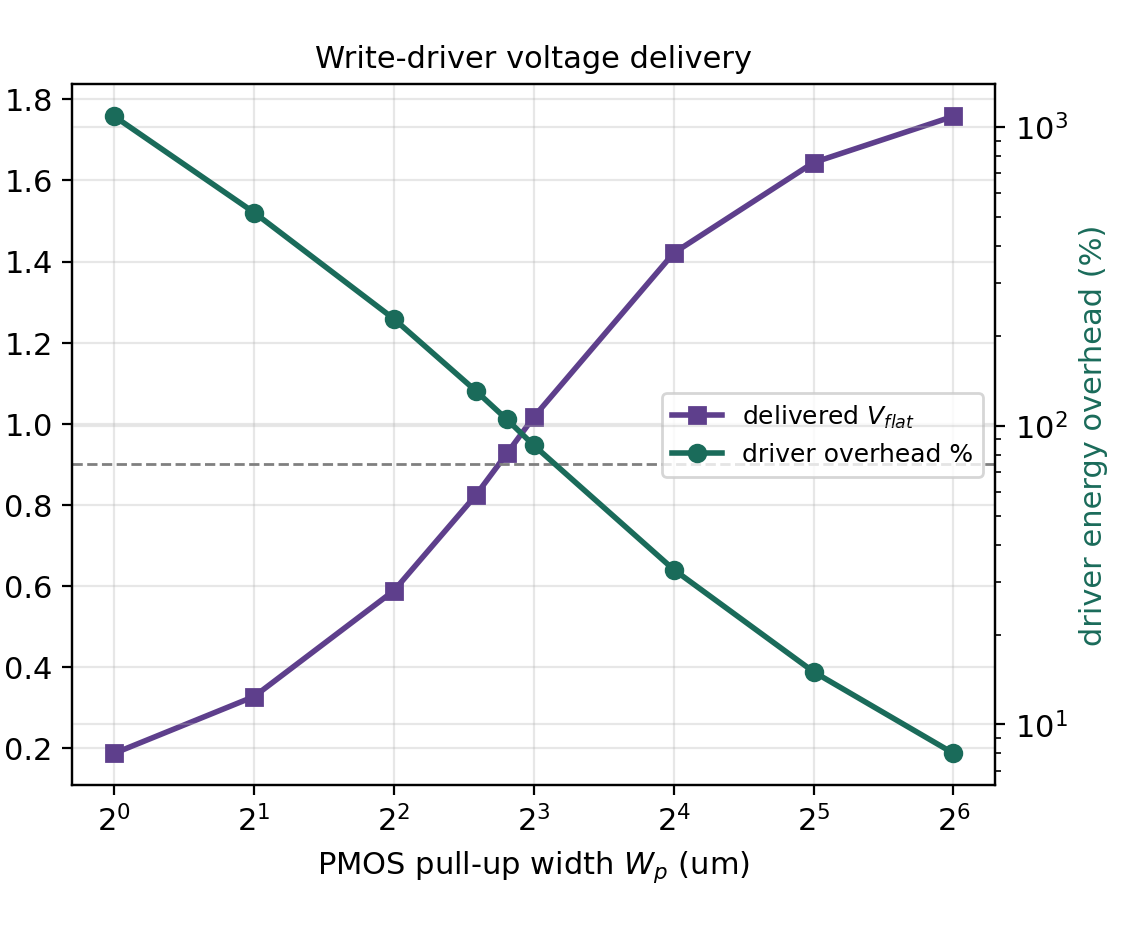 Write-driver voltage delivery
1.8
1.6
1.4
1.2
1.0
0.8
0.6
0.4
0.2
10³
10²
10¹
driver energy overhead (%)
delivered V_flat
driver overhead %
2⁰ 2¹ 2² 2³ 2⁴ 2⁵ 2⁶
PMOS pull-up width W_p (um)